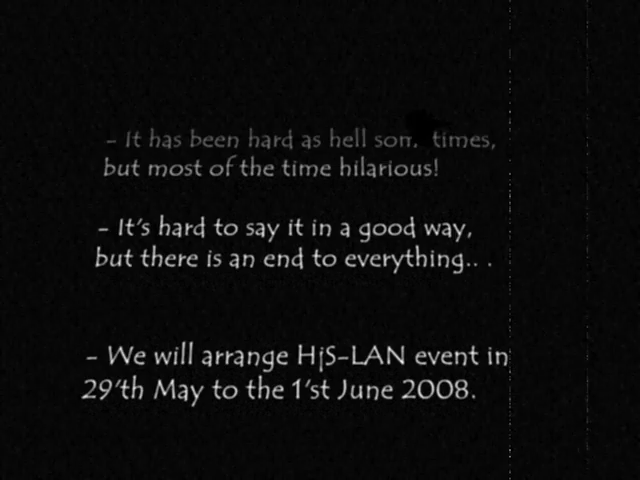 - It has been hard as hell som. times,
but most of the time hilarious!
- It's hard to say it in a good way,
but there is an end to everything.. .
- We will arrange HjS-LAN event in
29'th May to the 1'st June 2008.